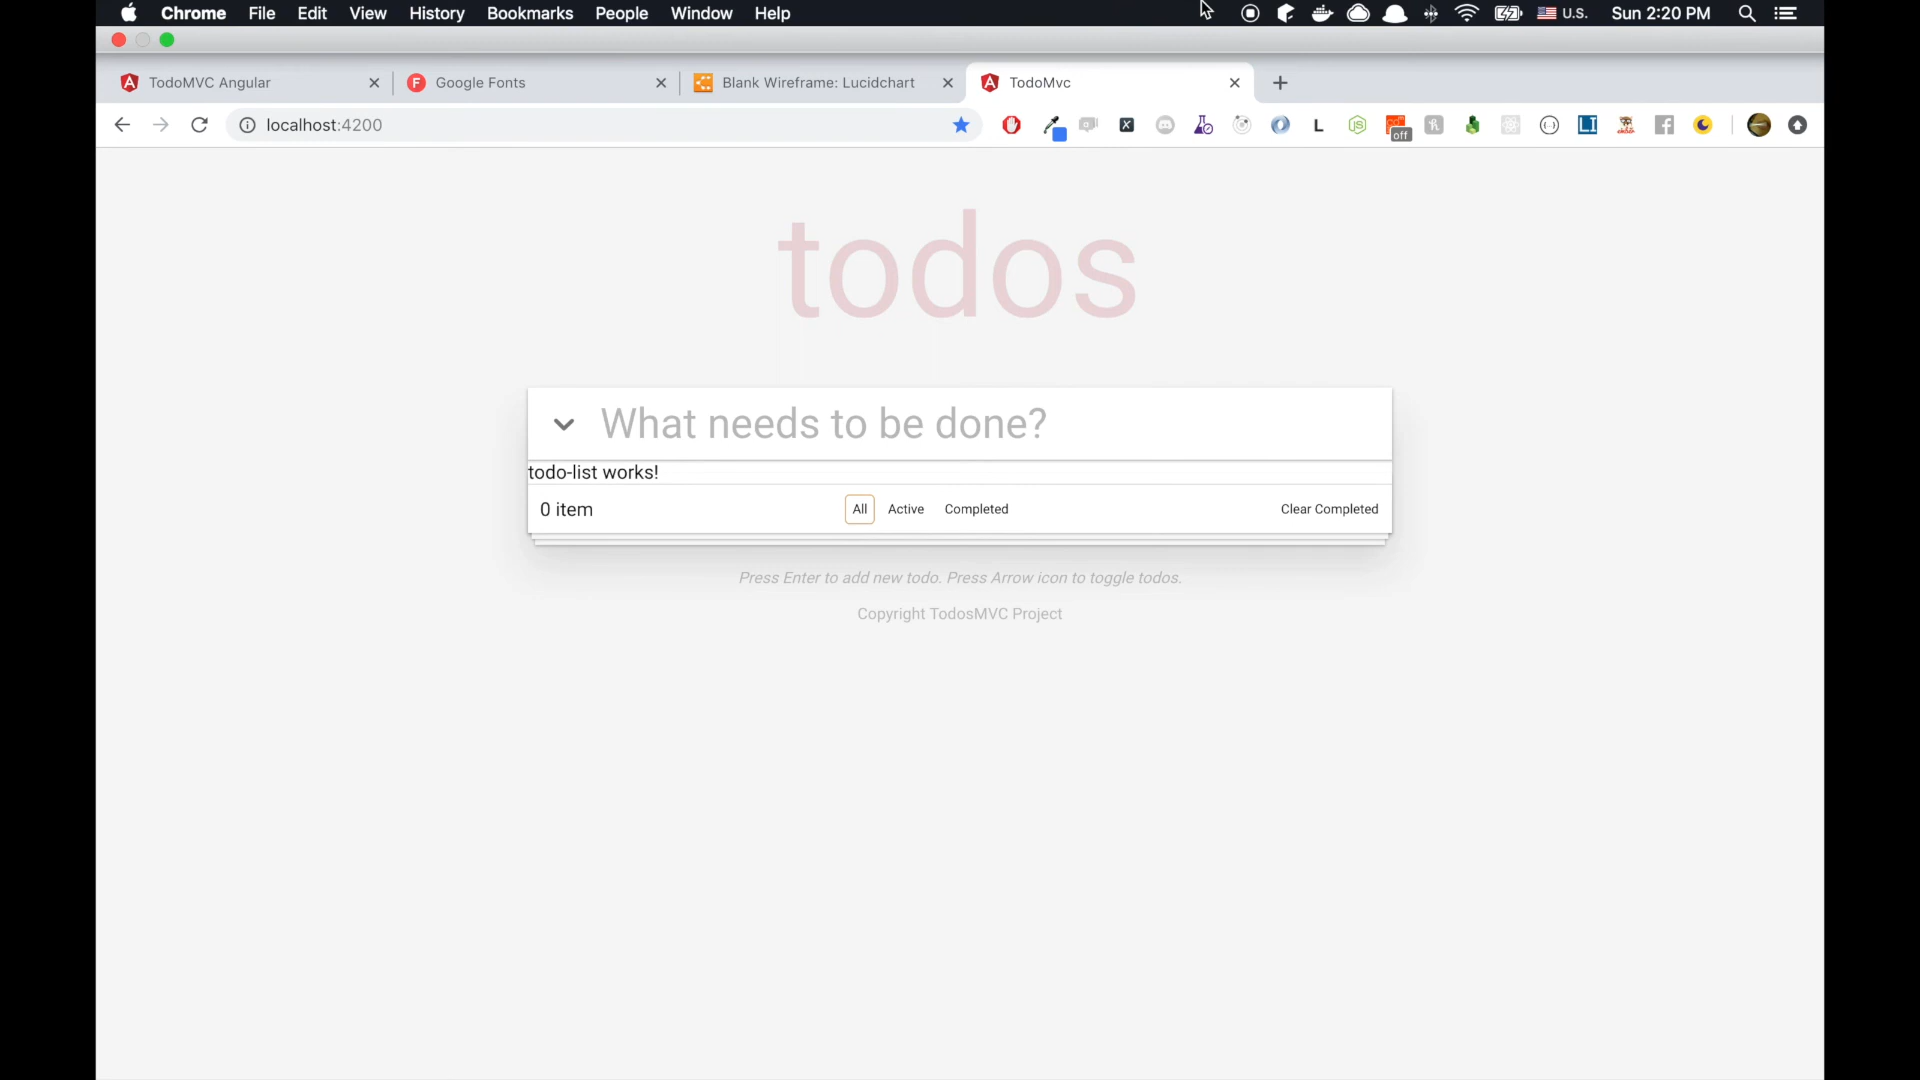 Chrome File Edit View History Bookmarks People Window Help U.S. Sun 2:20 PM
TodoMVC Angular Google Fonts Blank Wireframe: Lucidchart TodoMvc
localhost:4200
off
todos
What needs to be done?
todo-list works!
0 item All Active Completed Clear Completed
Press Enter to add new todo. Press Arrow icon to toggle todos.
Copyright TodosMVC Project